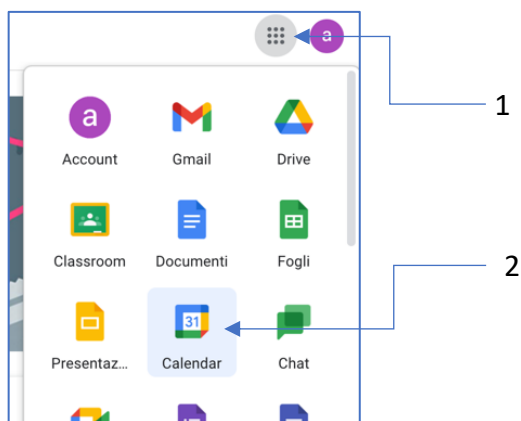 a
1
a
Account Gmail Drive
Classroom Documenti Fogli
2
31
Presentaz... Calendar Chat